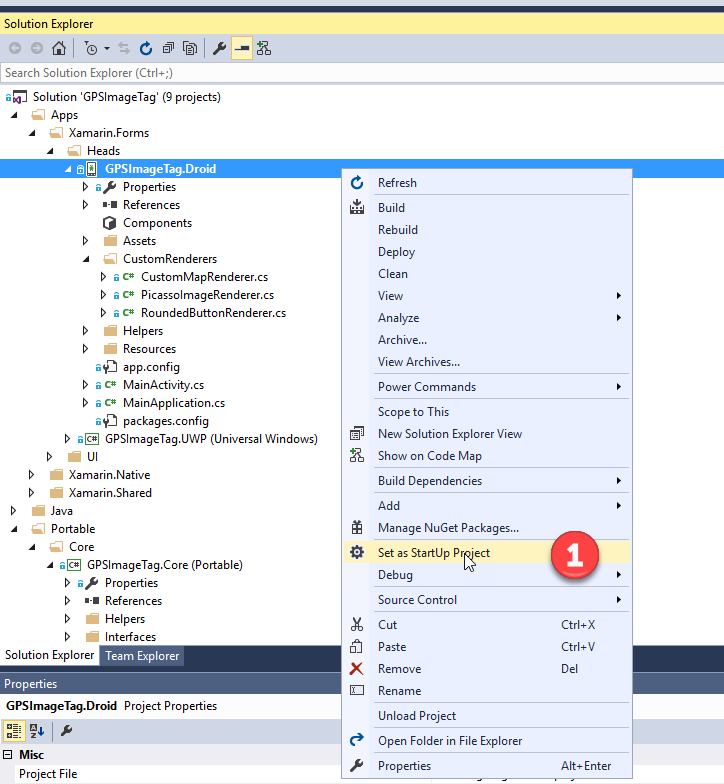 Solution Explorer
Search Solution Explorer (Ctrl+;)
Solution 'GPSImageTag' (9 projects)
Apps
Xamarin.Forms
Heads
GPSImageTag.Droid
Properties
References
Components
Assets
CustomRenderers
C# CustomMapRenderer.cs
C# PicassoImageRenderer.cs
C# RoundedButtonRenderer.cs
Helpers
Resources
app.config
C# MainActivity.cs
C# MainApplication.cs
packages.config
C# GPSImageTag.UWP (Universal Windows)
UI
Xamarin.Native
Xamarin.Shared
Java
Portable
Core
C# GPSImageTag.Core (Portable)
Properties
References
Helpers
Interfaces
Solution Explorer Team Explorer
Properties
GPSImageTag.Droid Project Properties
Misc
Project File
Refresh
Build
Rebuild
Deploy
Clean
View
Analyze
Archive...
View Archives...
Power Commands
Scope to This
New Solution Explorer View
Show on Code Map
Build Dependencies
Add
Manage NuGet Packages...
Set as StartUp Project
1
Debug
Source Control
Cut Ctrl+X
Paste Ctrl+V
Remove Del
Rename
Unload Project
Open Folder in File Explorer
Properties Alt+Enter